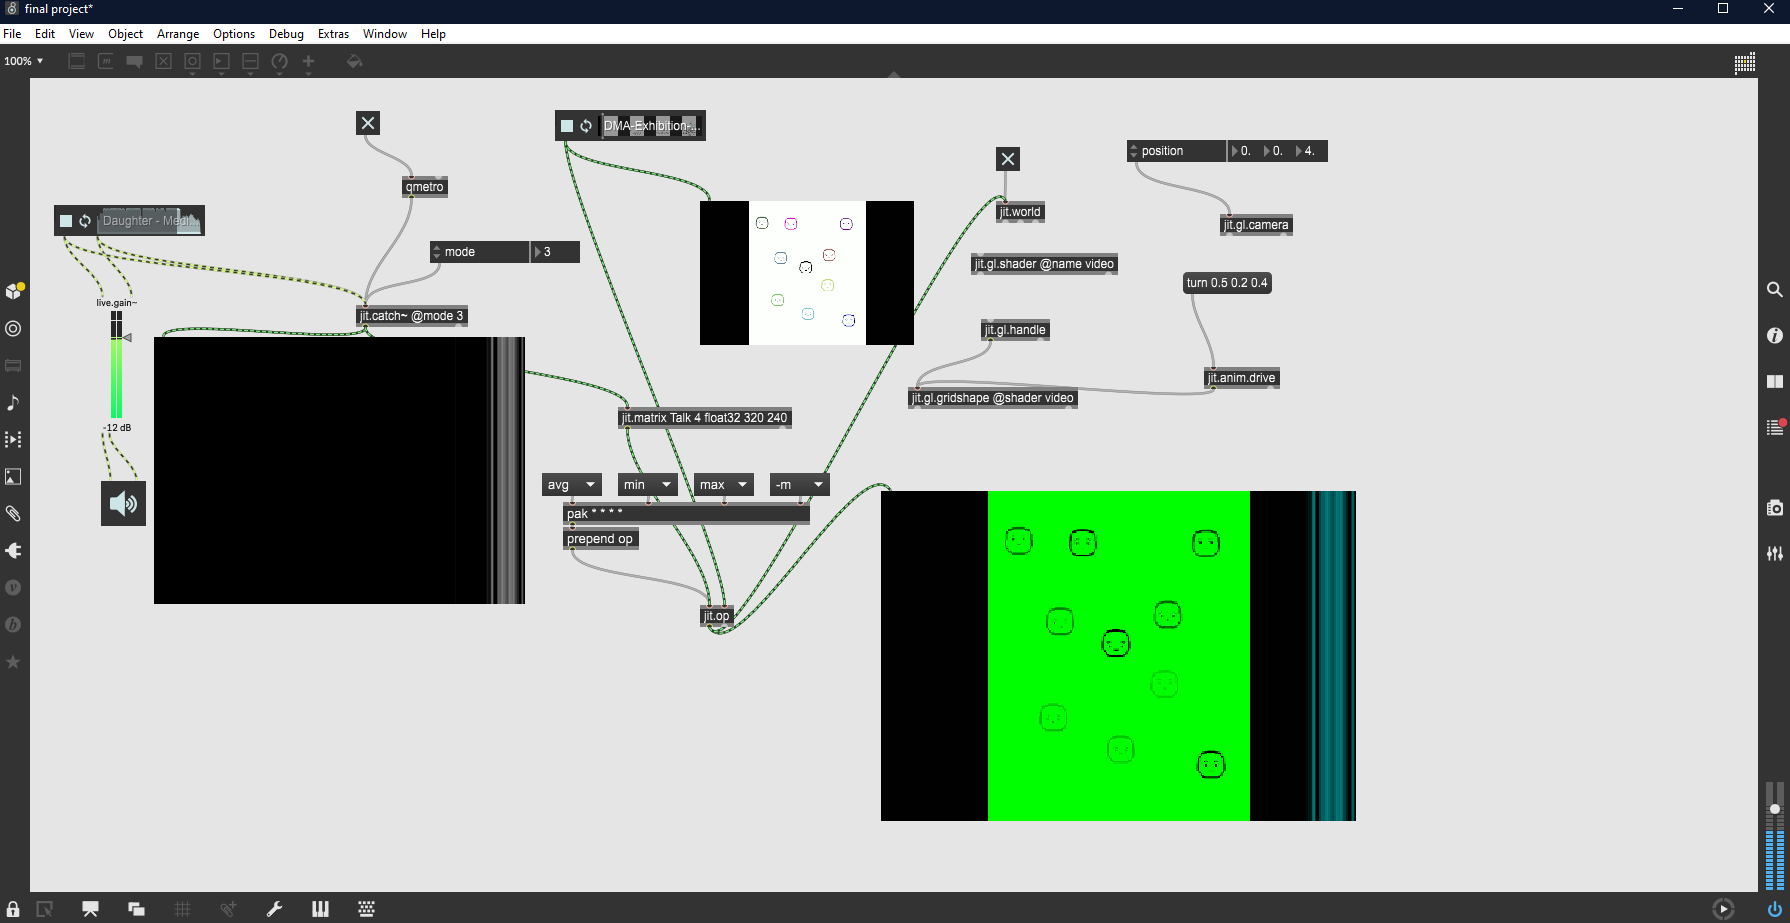 final project*
File Edit View Object Arrange Options Debug Extras Window Help
100%
DMA-Exhibition-...
position 0. 0. 4.
qmetro
jit.world
Daughter - Medi...
jit.gl.camera
mode 3
jit.gl.shader @name video
turn 0.5 0.2 0.4
live.gain~
jit.catch~ @mode 3
jit.gl.handle
jit.anim.drive
jit.gl.gridshape @shader video
jit.matrix Talk 4 float32 320 240
-12 dB
avg min max -m
pak * * * *
prepend op
jit.op